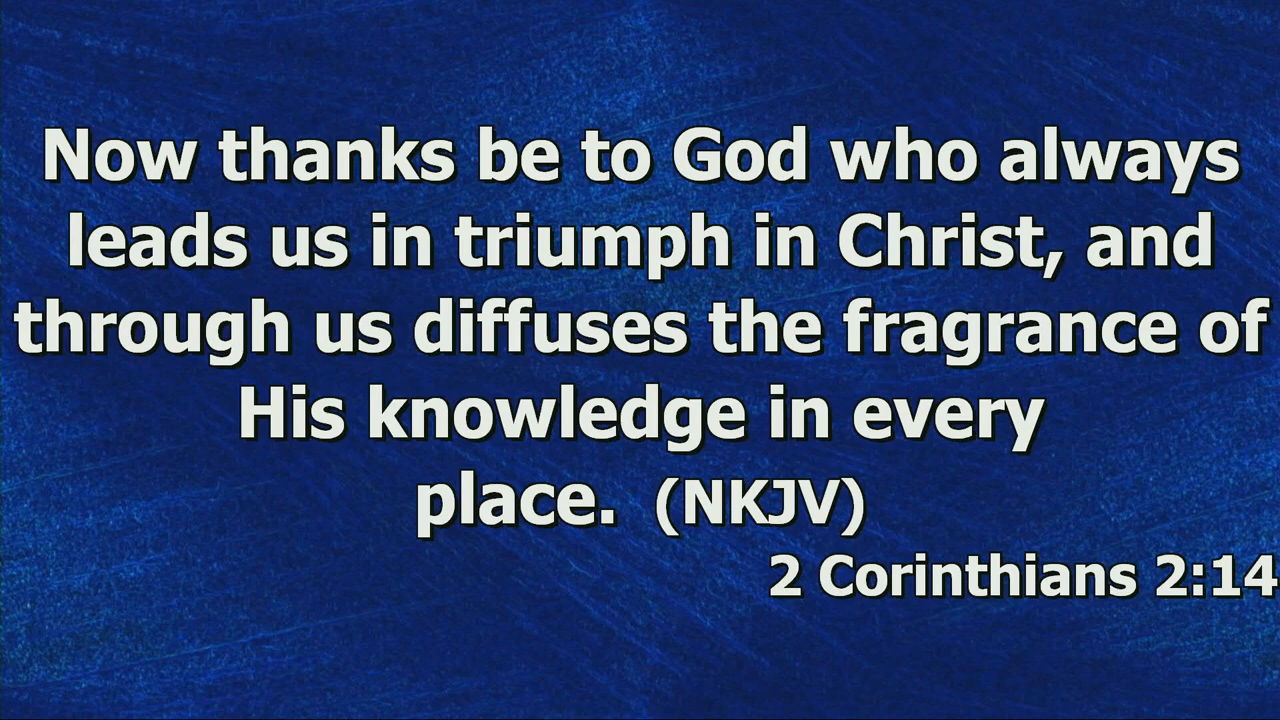 Now thanks be to God who always
leads us in triumph in Christ, and
through us diffuses the fragrance of
His knowledge in every
place. (NKJV)
2 Corinthians 2:14